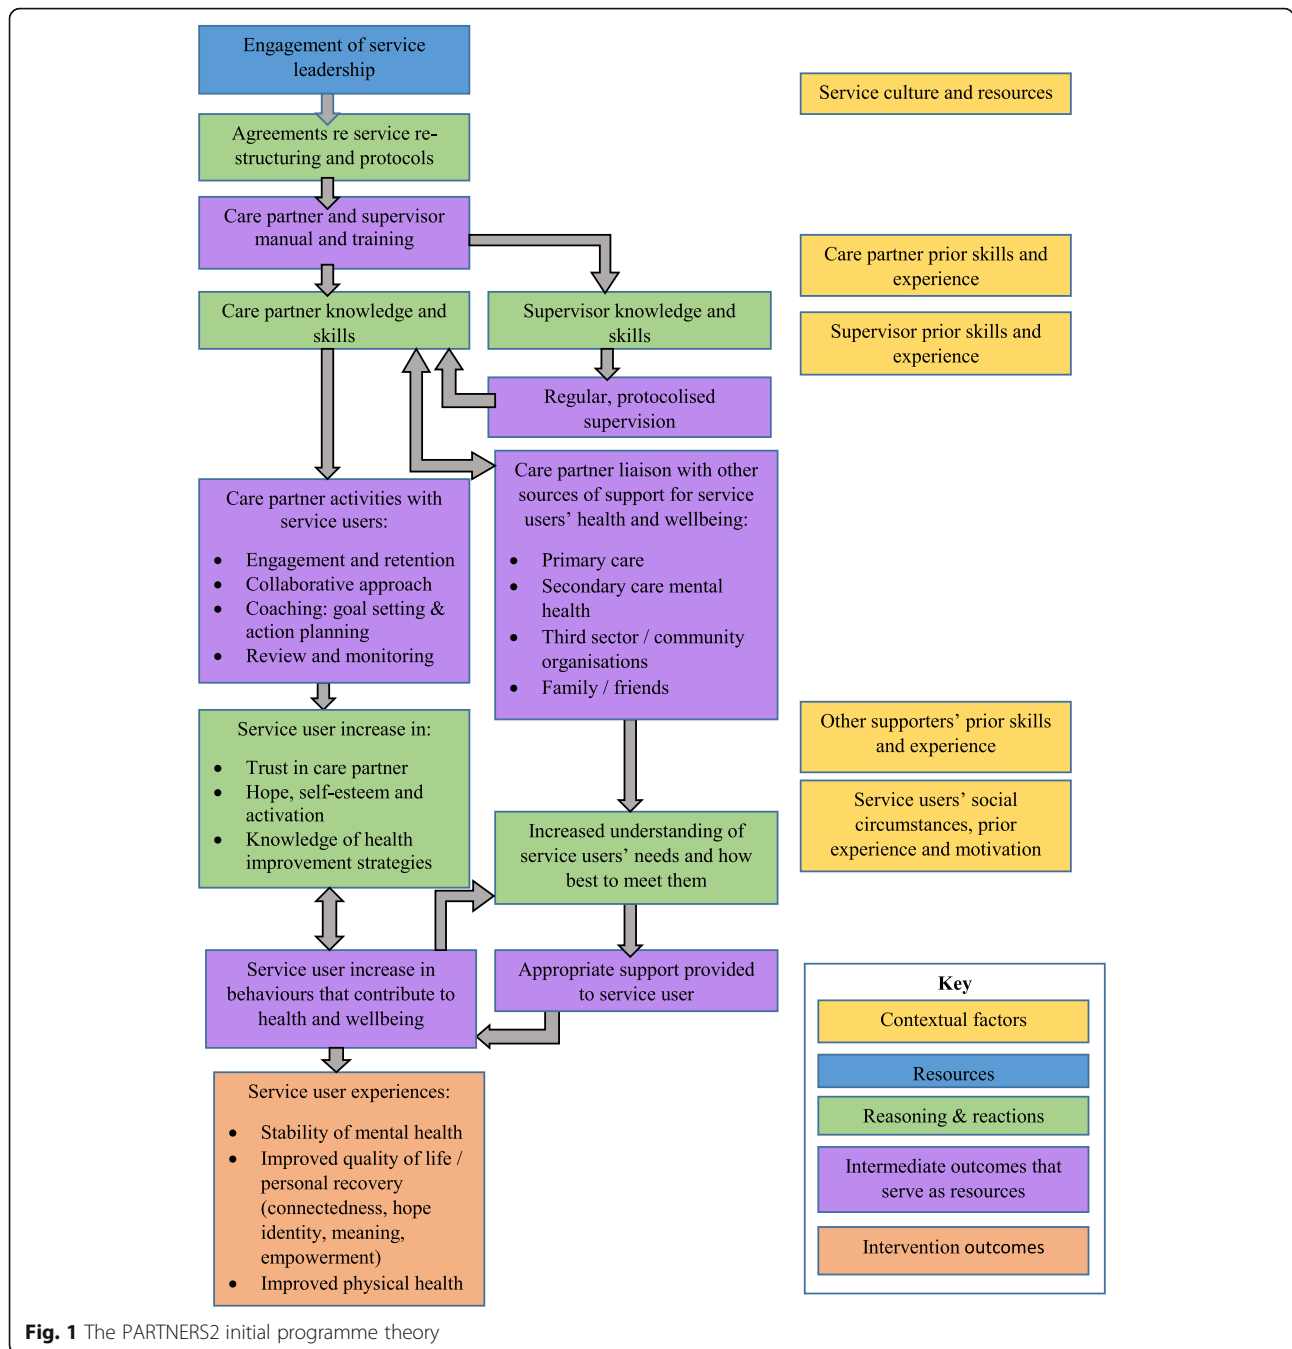 Engagement of service
leadership
Service culture and resources
Agreements re service re-
structuring and protocols
Care partner and supervisor
manual and training
Care partner prior skills and
experience
Care partner knowledge and
skills
Supervisor knowledge and
skills
Supervisor prior skills and
experience
Regular, protocolised
supervision
Care partner activities with
service users:
• Engagement and retention
• Collaborative approach
• Coaching: goal setting &
action planning
• Review and monitoring
Care partner liaison with other
sources of support for service
users’ health and wellbeing:
• Primary care
• Secondary care mental
health
• Third sector / community
organisations
• Family / friends
Service user increase in:
• Trust in care partner
• Hope, self-esteem and
activation
• Knowledge of health
improvement strategies
Other supporters’ prior skills
and experience
Service users’ social
circumstances, prior
experience and motivation
Increased understanding of
service users’ needs and how
best to meet them
Service user increase in
behaviours that contribute to
health and wellbeing
Appropriate support provided
to service user
Service user experiences:
• Stability of mental health
• Improved quality of life /
personal recovery
(connectedness, hope
identity, meaning,
empowerment)
• Improved physical health
Key
Contextual factors
Resources
Reasoning & reactions
Intermediate outcomes that
serve as resources
Intervention outcomes
Fig. 1 The PARTNERS2 initial programme theory